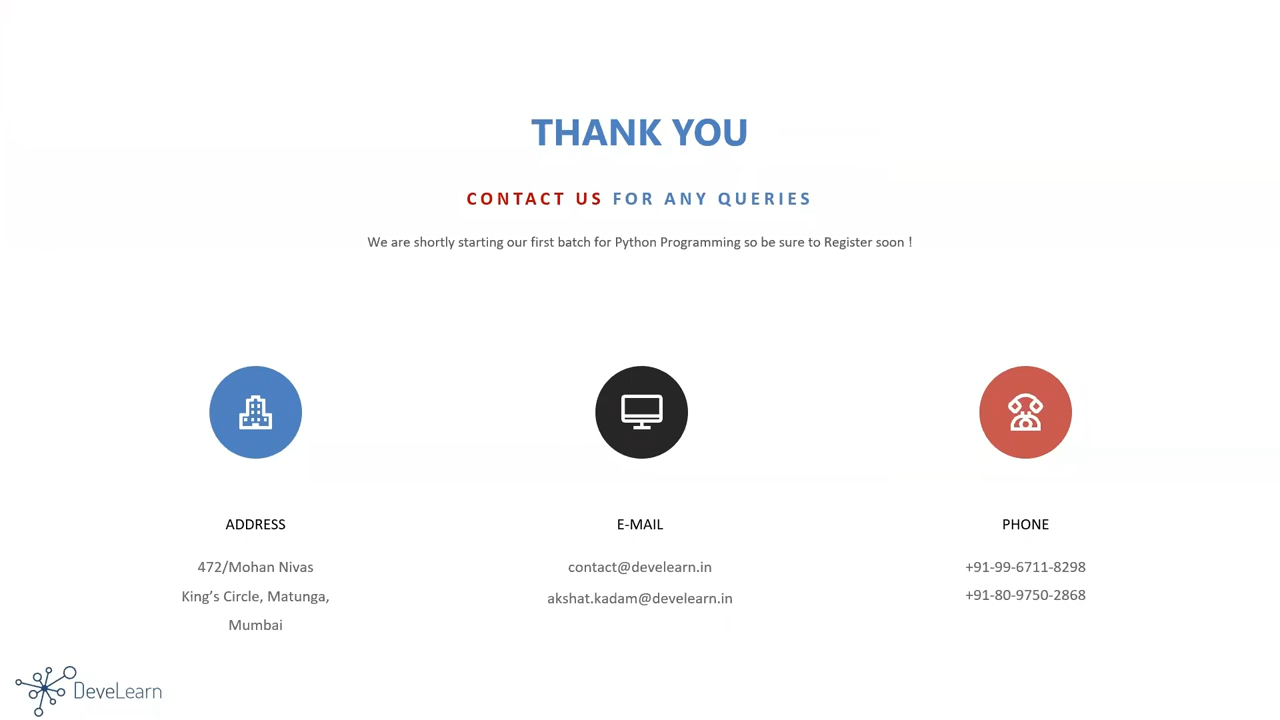 THANK YOU
CONTACT US FOR ANY QUERIES
We are shortly starting our first batch for Python Programming so be sure to Register soon !
ADDRESS
472/Mohan Nivas
King’s Circle, Matunga,
Mumbai
E-MAIL
contact@develearn.in
akshat.kadam@develearn.in
PHONE
+91-99-6711-8298
+91-80-9750-2868
DeveLearn